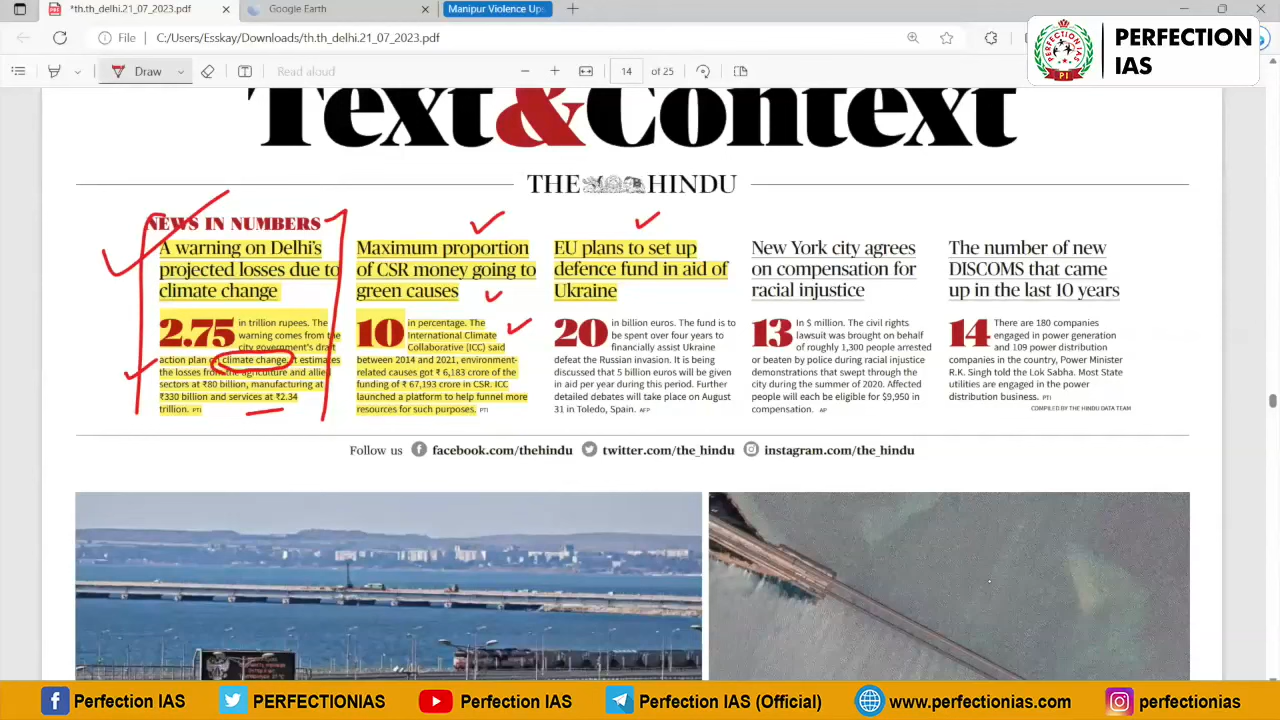 *th.th_delhi.21_07_2023.pdf
Google Earth
Manipur Violence Up
File
C:/Users/Esskay/Downloads/th.th_delhi.21_07_2023.pdf
Draw
Read aloud
14 of 25
PERFECTION
IAS
Text&Context
THE HINDU
NEWS IN NUMBERS
A warning on Delhi's
projected losses due to
climate change
2.75 in trillion rupees. The
warning comes from the
city government's draft
action plan on climate change. It estimates
the losses from the agriculture and allied
sectors at ₹80 billion, manufacturing at
₹330 billion and services at ₹2.34
trillion. PTI
Maximum proportion
of CSR money going to
green causes
10 in percentage. The
International Climate
Collaborative (ICC) said
between 2014 and 2021, environment-
related causes got ₹ 6,183 crore of the
funding of ₹ 67,193 crore in CSR. ICC
launched a platform to help funnel more
resources for such purposes. PTI
EU plans to set up
defence fund in aid of
Ukraine
20 in billion euros. The fund is to
be spent over four years to
financially assist Ukraine
defeat the Russian invasion. It is being
discussed that 5 billion euros will be given
in aid per year during this period. Further
detailed debates will take place on August
31 in Toledo, Spain. AFP
New York city agrees
on compensation for
racial injustice
13 In $ million. The civil rights
lawsuit was brought on behalf
of roughly 1,300 people arrested
or beaten by police during racial injustice
demonstrations that swept through the
city during the summer of 2020. Affected
people will each be eligible for $9,950 in
compensation. AP
The number of new
DISCOMS that came
up in the last 10 years
14 There are 180 companies
engaged in power generation
and 109 power distribution
companies in the country, Power Minister
R.K. Singh told the Lok Sabha. Most State
utilities are engaged in the power
distribution business. PTI
COMPILED BY THE HINDU DATA TEAM
Follow us facebook.com/thehindu twitter.com/the_hindu instagram.com/the_hindu
Perfection IAS
PERFECTIONIAS
Perfection IAS
Perfection IAS (Official)
www.perfectionias.com
perfectionias